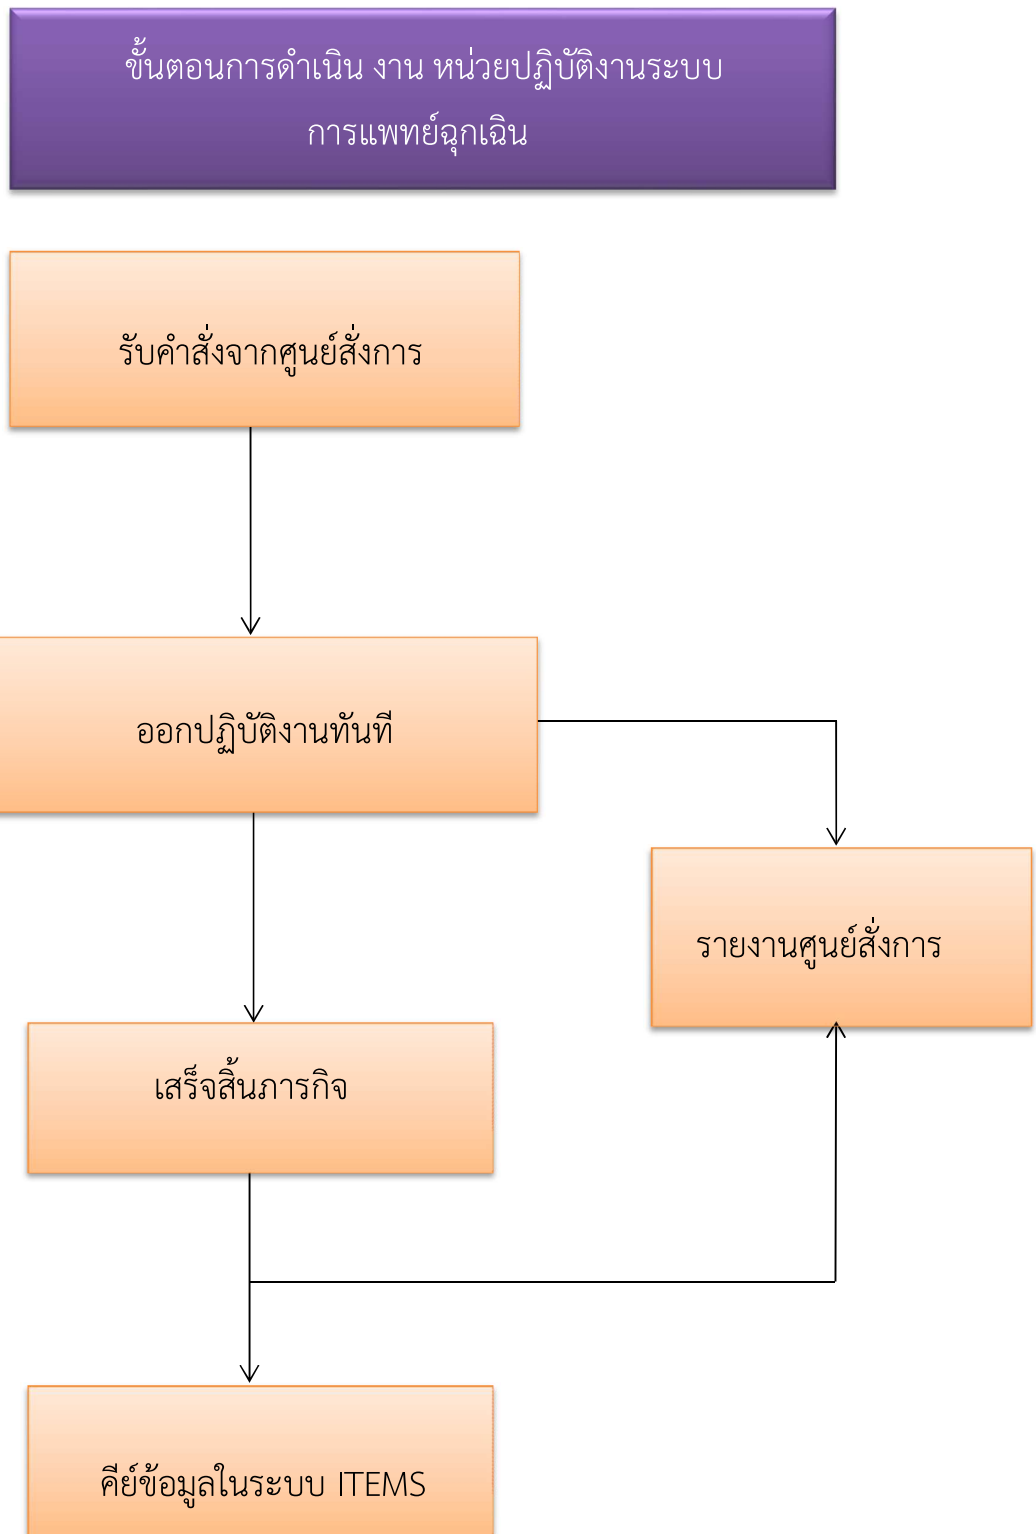 ขั้นตอนการดำเนิน งาน หน่วยปฏิบัติงานระบบ
การแพทย์ฉุกเฉิน
รับคำสั่งจากศูนย์สั่งการ
ออกปฏิบัติงานทันที
รายงานศูนย์สั่งการ
เสร็จสิ้นภารกิจ
คีย์ข้อมูลในระบบ ITEMS